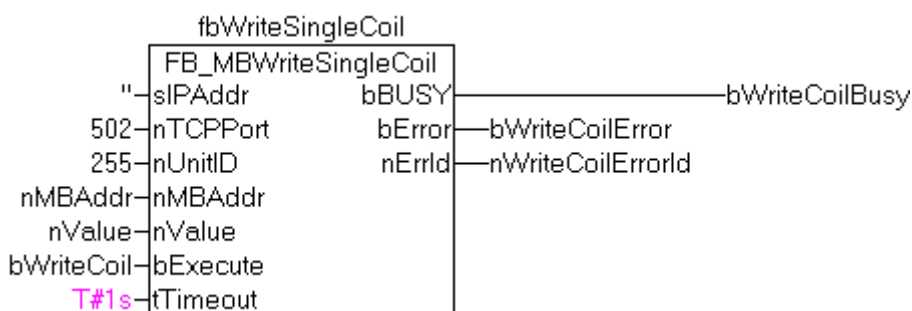 fbWriteSingleCoil
FB_MBWriteSingleCoil
'' sIPAddr bBUSY bWriteCoilBusy
502 nTCPPort bError bWriteCoilError
255 nUnitID nErrId nWriteCoilErrorId
nMBAddr nMBAddr
nValue nValue
bWriteCoil bExecute
T#1s tTimeout